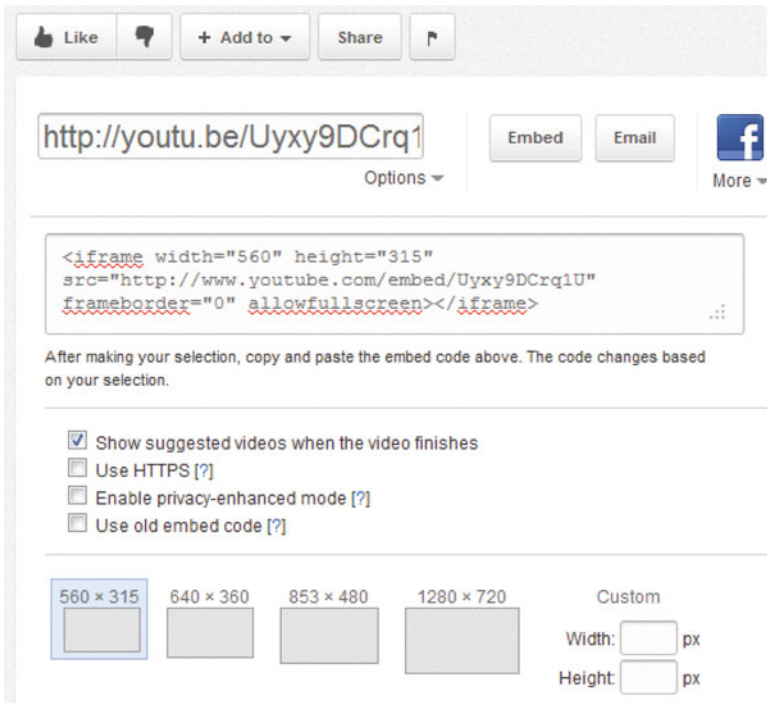 Like
+ Add to
Share
http://youtu.be/Uyxy9DCrq1
Embed
Email
f
Options
More
<iframe width="560" height="315"
src="http://www.youtube.com/embed/Uyxy9DCrq1U"
frameborder="0" allowfullscreen></iframe>
After making your selection, copy and paste the embed code above. The code changes based
on your selection.
Show suggested videos when the video finishes
Use HTTPS [?]
Enable privacy-enhanced mode [?]
Use old embed code [?]
560 × 315
640 × 360
853 × 480
1280 × 720
Custom
Width: px
Height: px